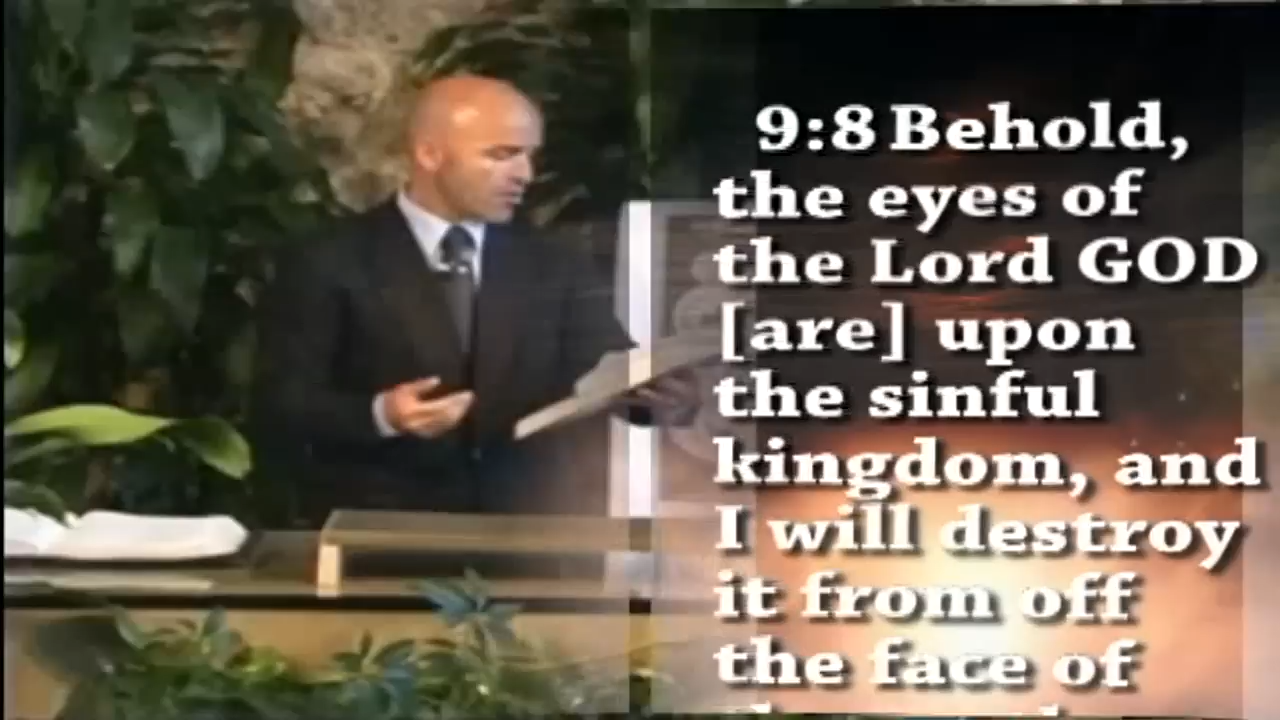 9:8 Behold,
the eyes of
the Lord GOD
[are] upon
the sinful
kingdom, and
I will destroy
it from off
the face of